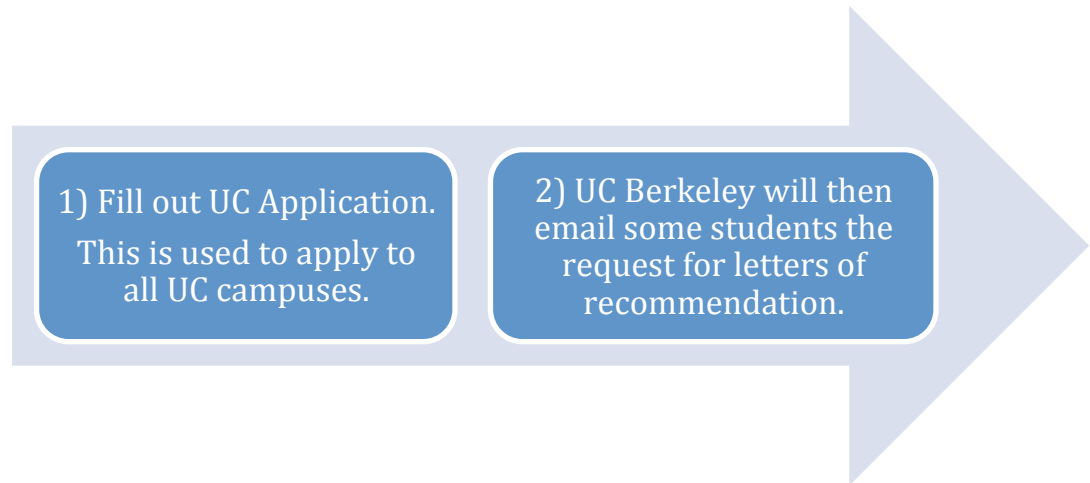 1) Fill out UC Application.
This is used to apply to
all UC campuses.
2) UC Berkeley will then
email some students the
request for letters of
recommendation.